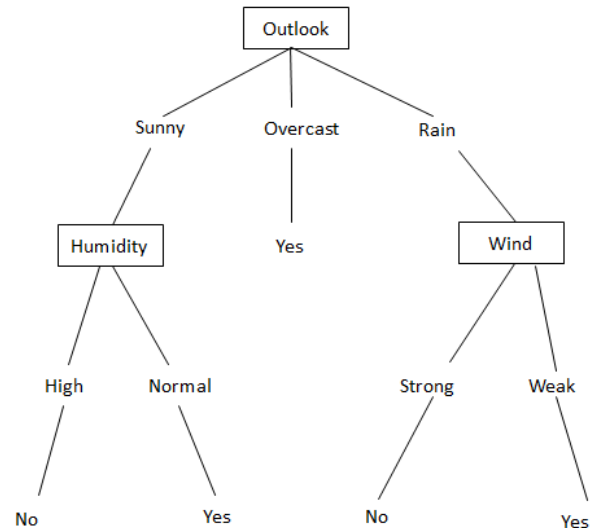 Outlook
Sunny Overcast Rain
Humidity Yes Wind
High Normal Strong Weak
No Yes No Yes